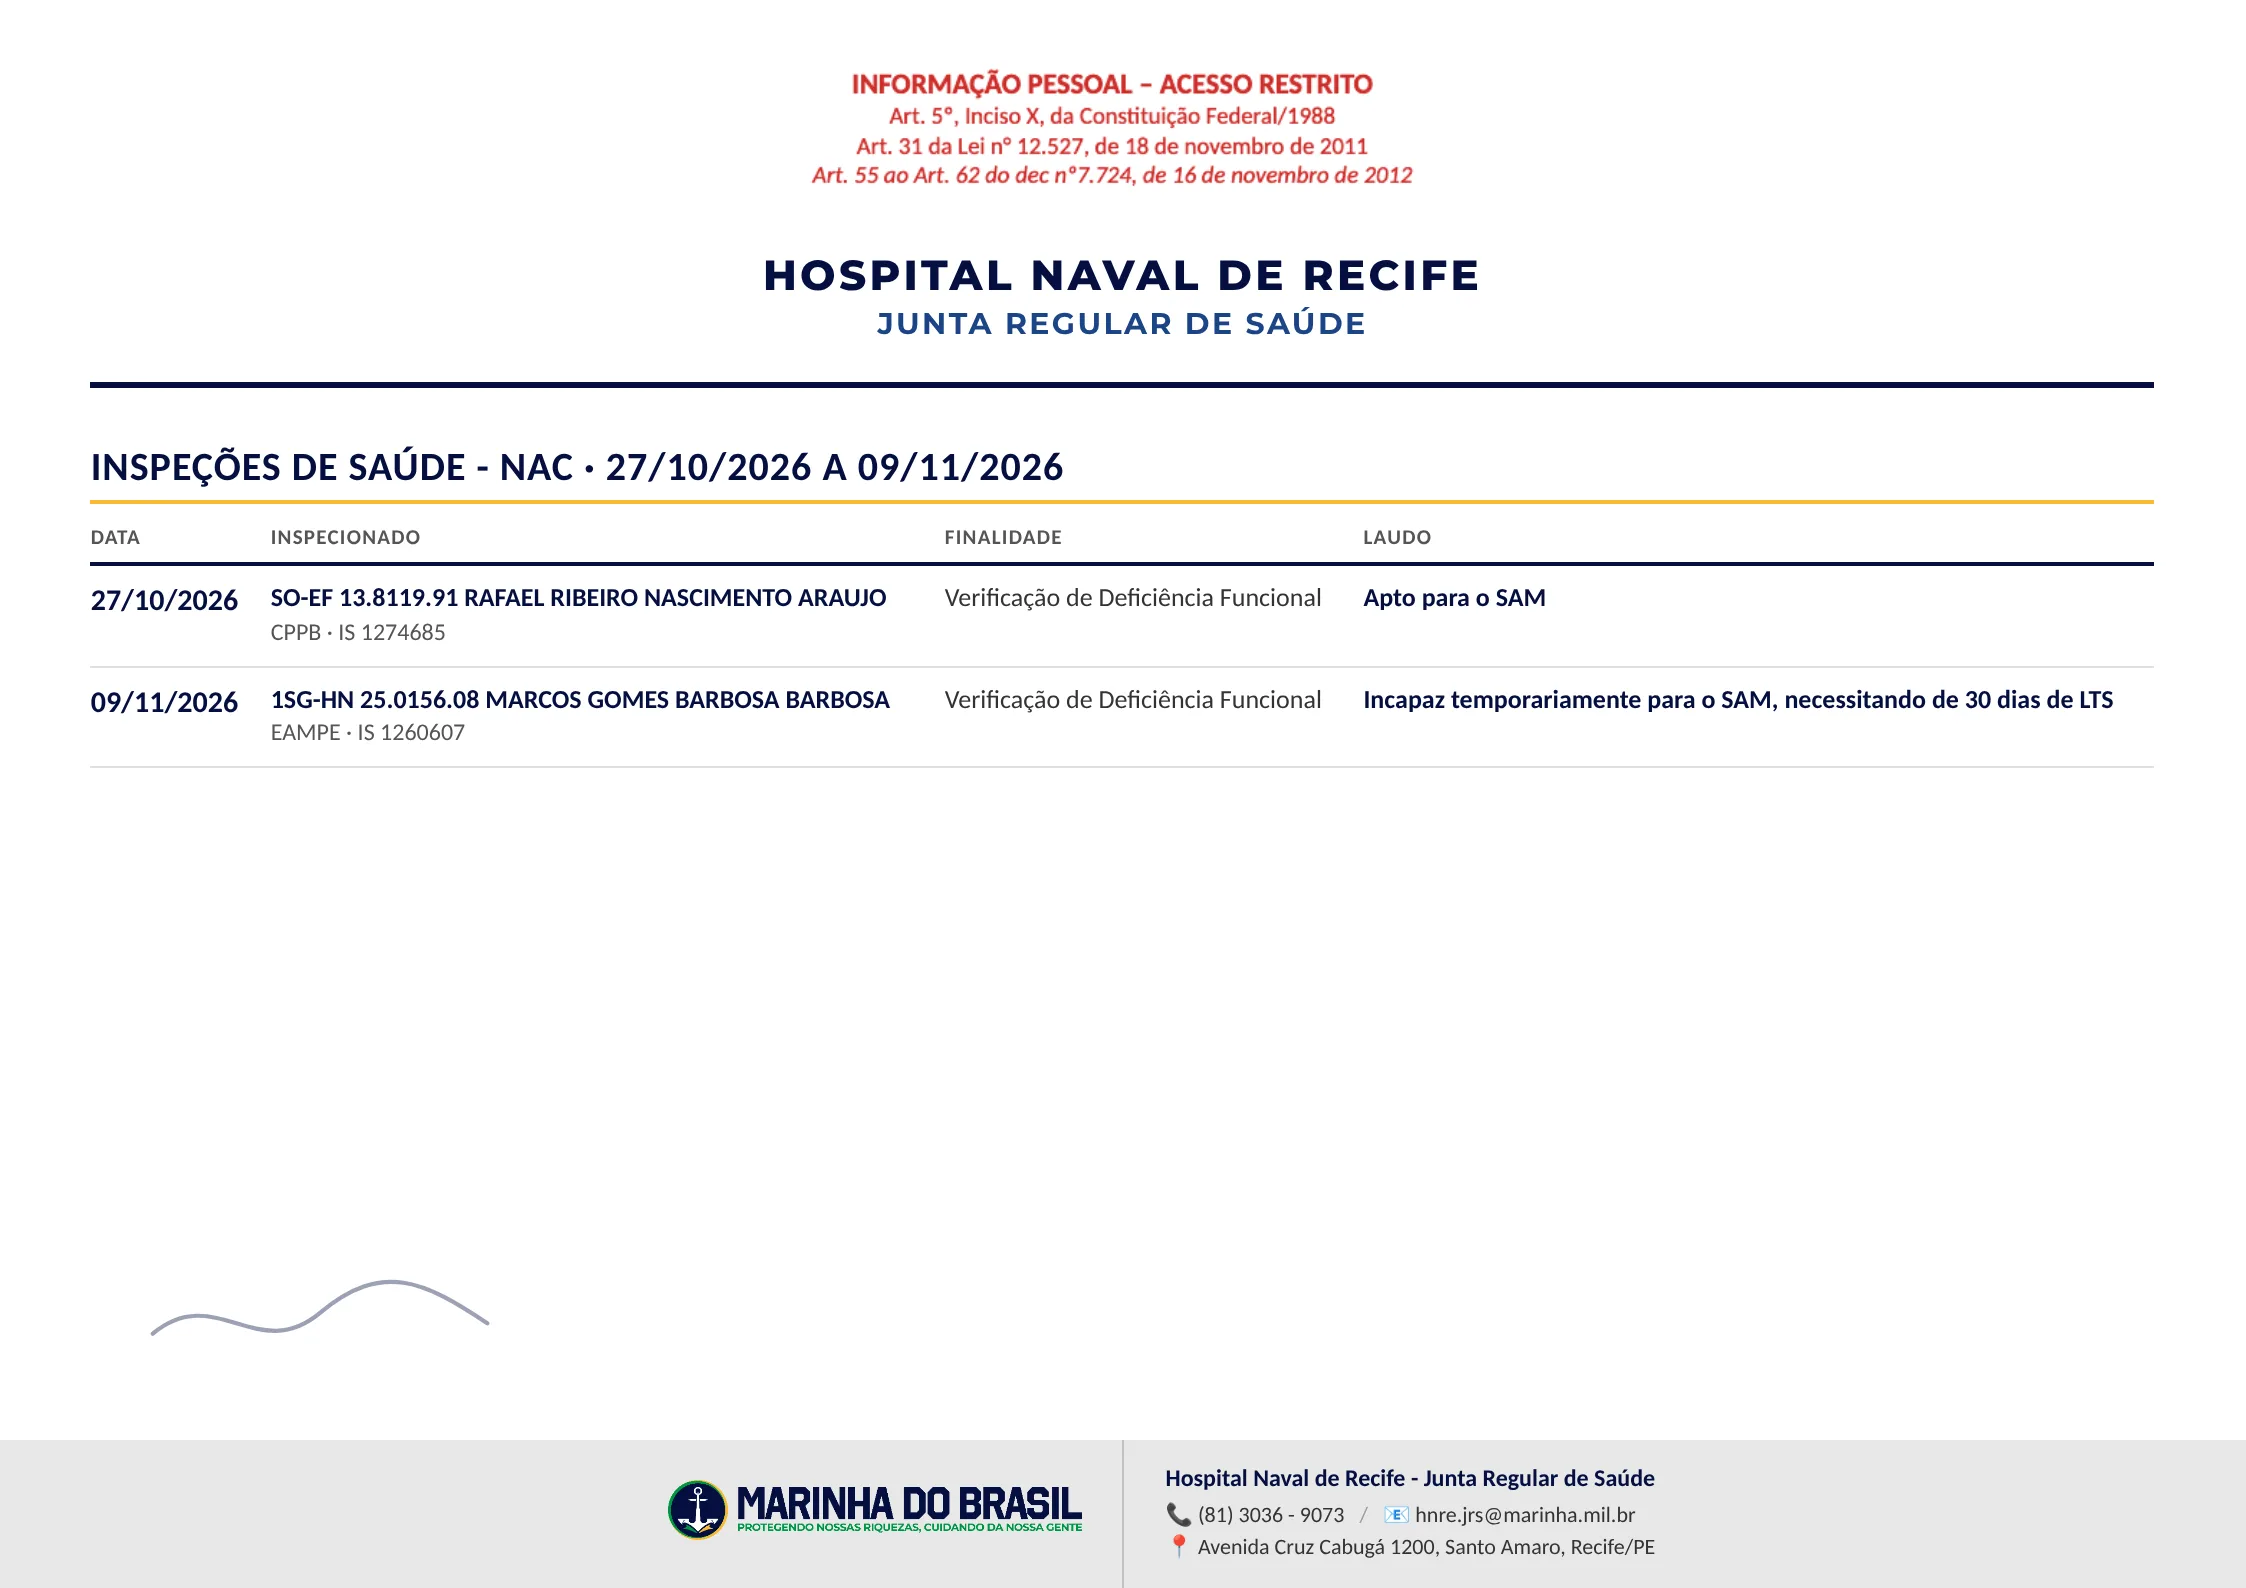 INFORMAÇÃO PESSOAL – ACESSO RESTRITO
Art. 5º, Inciso X, da Constituição Federal/1988
Art. 31 da Lei nº 12.527, de 18 de novembro de 2011
Art. 55 ao Art. 62 do dec nº7.724, de 16 de novembro de 2012
HOSPITAL NAVAL DE RECIFE
JUNTA REGULAR DE SAÚDE
INSPEÇÕES DE SAÚDE - NAC · 27/10/2026 A 09/11/2026
DATA INSPECIONADO FINALIDADE LAUDO
27/10/2026 SO-EF 13.8119.91 RAFAEL RIBEIRO NASCIMENTO ARAUJO Verificação de Deficiência Funcional Apto para o SAM
CPPB · IS 1274685
09/11/2026 1SG-HN 25.0156.08 MARCOS GOMES BARBOSA BARBOSA Verificação de Deficiência Funcional Incapaz temporariamente para o SAM, necessitando de 30 dias de LTS
EAMPE · IS 1260607
MARINHA DO BRASIL
PROTEGENDO NOSSAS RIQUEZAS, CUIDANDO DA NOSSA GENTE
Hospital Naval de Recife - Junta Regular de Saúde
(81) 3036 - 9073 / hnre.jrs@marinha.mil.br
Avenida Cruz Cabugá 1200, Santo Amaro, Recife/PE